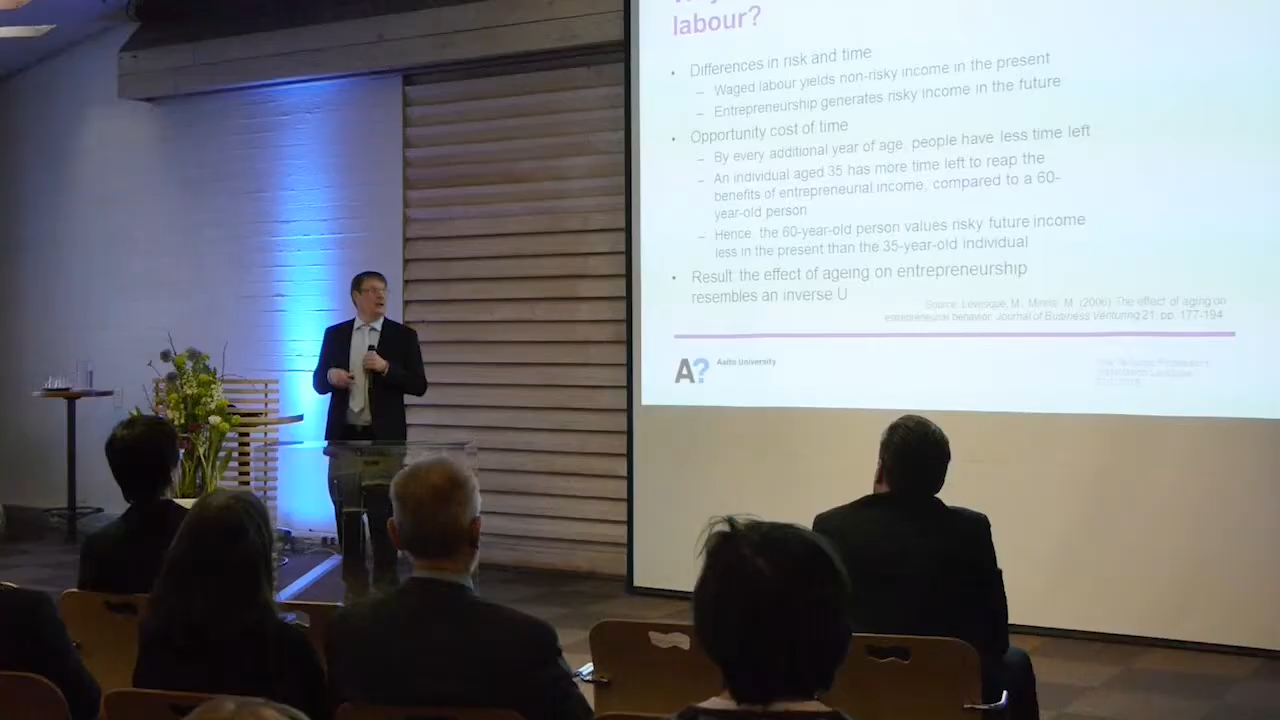 labour?
• Differences in risk and time
– Waged labour yields non-risky income in the present
– Entrepreneurship generates risky income in the future
• Opportunity cost of time
– By every additional year of age, people have less time left
– An individual aged 35 has more time left to reap the
benefits of entrepreneurial income, compared to a 60-
year-old person
– Hence: the 60-year-old person values risky future income
less in the present than the 35-year-old individual
• Result: the effect of ageing on entrepreneurship
resembles an inverse U
Source: Lévesque, M., Minniti, M. (2006) The effect of aging on
entrepreneurial behavior. Journal of Business Venturing 21, pp. 177-194
A? Aalto University